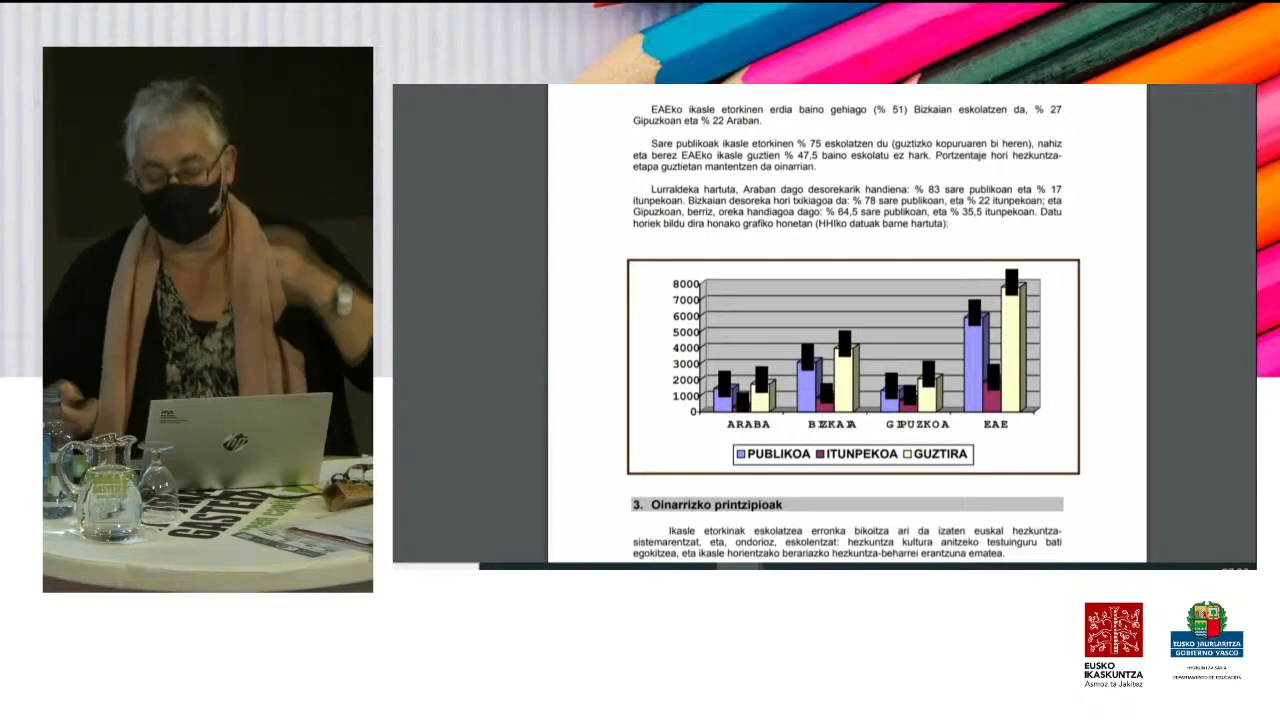 EAEko ikasle etorkinen erdia baino gehiago (% 51) Bizkaian eskolatzen da, % 27
Gipuzkoan eta % 22 Araban.
Sare publikoak ikasle etorkinen % 75 eskolatzen du (guztizko kopuruaren bi heren), nahiz
eta berez EAEko ikasle guztien % 47,5 baino eskolatu ez hark. Portzentaje hori hezkuntza-
etapa guztietan mantentzen da oinarrian.
Lurraldeka hartuta, Araban dago desorekarik handiena: % 83 sare publikoan eta % 17
itunpekoan. Bizkaian desoreka hori txikiagoa da: % 78 sare publikoan, eta % 22 itunpekoan; eta
Gipuzkoan, berriz, oreka handiagoa dago: % 64,5 sare publikoan, eta % 35,5 itunpekoan. Datu
horiek bildu dira honako grafiko honetan (HHIko datuak barne hartuta):
8000
7000
6000
5000
4000
3000
2000
1000
0
ARABA BIZKAIA GIPUZKOA EAE
PUBLIKOA ITUNPEKOA GUZTIRA
3. Oinarrizko printzipioak
Ikasle etorkinak eskolatzea erronka bikoitza ari da izaten euskal hezkuntza-
sistemarentzat, eta, ondorioz, eskolentzat: hezkuntza kultura anitzeko testuinguru bati
egokitzea, eta ikasle horientzako berariazko hezkuntza-beharrei erantzuna ematea.
hp
GASTEIZ
EUSKO
IKASKUNTZA
Asmoz ta Jakitez
EUSKO JAURLARITZA
GOBIERNO VASCO
HEZKUNTZA SAILA
DEPARTAMENTO DE EDUCACIÓN